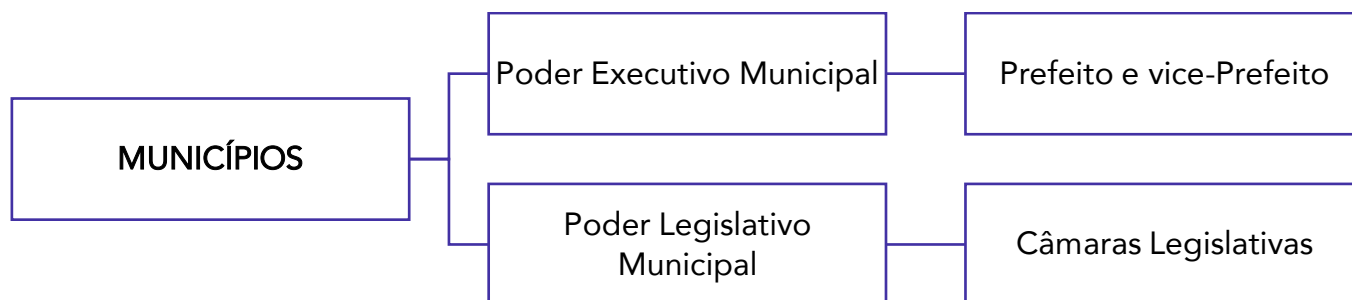 MUNICÍPIOS
Poder Executivo Municipal
Prefeito e vice-Prefeito
Poder Legislativo
Municipal
Câmaras Legislativas